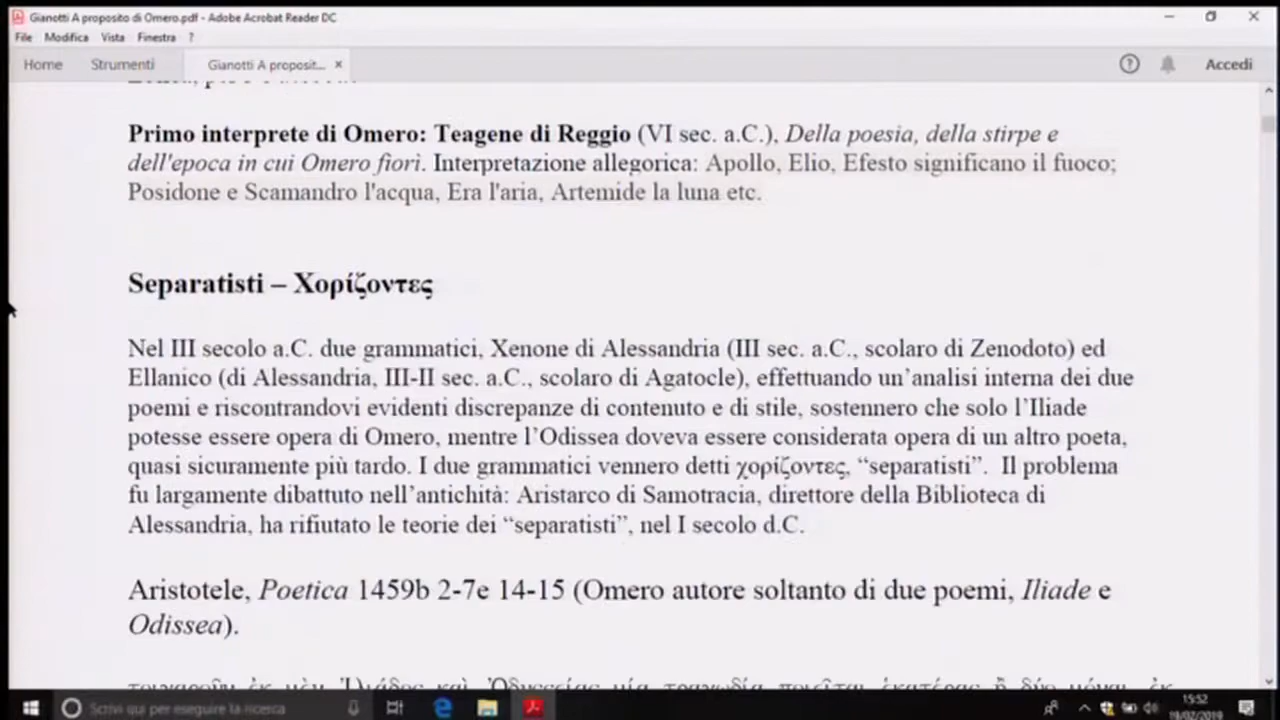 Gianotti A proposito di Omero.pdf - Adobe Acrobat Reader DC
File Modifica Vista Finestra ?
Home Strumenti Gianotti A proposit... × Accedi
Primo interprete di Omero: Teagene di Reggio (VI sec. a.C.), Della poesia, della stirpe e
dell'epoca in cui Omero fiorì. Interpretazione allegorica: Apollo, Elio, Efesto significano il fuoco;
Posidone e Scamandro l'acqua, Era l'aria, Artemide la luna etc.
Separatisti – Χορίζοντες
Nel III secolo a.C. due grammatici, Xenone di Alessandria (III sec. a.C., scolaro di Zenodoto) ed
Ellanico (di Alessandria, III-II sec. a.C., scolaro di Agatocle), effettuando un’analisi interna dei due
poemi e riscontrandovi evidenti discrepanze di contenuto e di stile, sostennero che solo l’Iliade
potesse essere opera di Omero, mentre l’Odissea doveva essere considerata opera di un altro poeta,
quasi sicuramente più tardo. I due grammatici vennero detti χορίζοντες, “separatisti”. Il problema
fu largamente dibattuto nell’antichità: Aristarco di Samotracia, direttore della Biblioteca di
Alessandria, ha rifiutato le teorie dei “separatisti”, nel I secolo d.C.
Aristotele, Poetica 1459b 2-7e 14-15 (Omero autore soltanto di due poemi, Iliade e
Odissea).
Scrivi qui per eseguire la ricerca
15:52